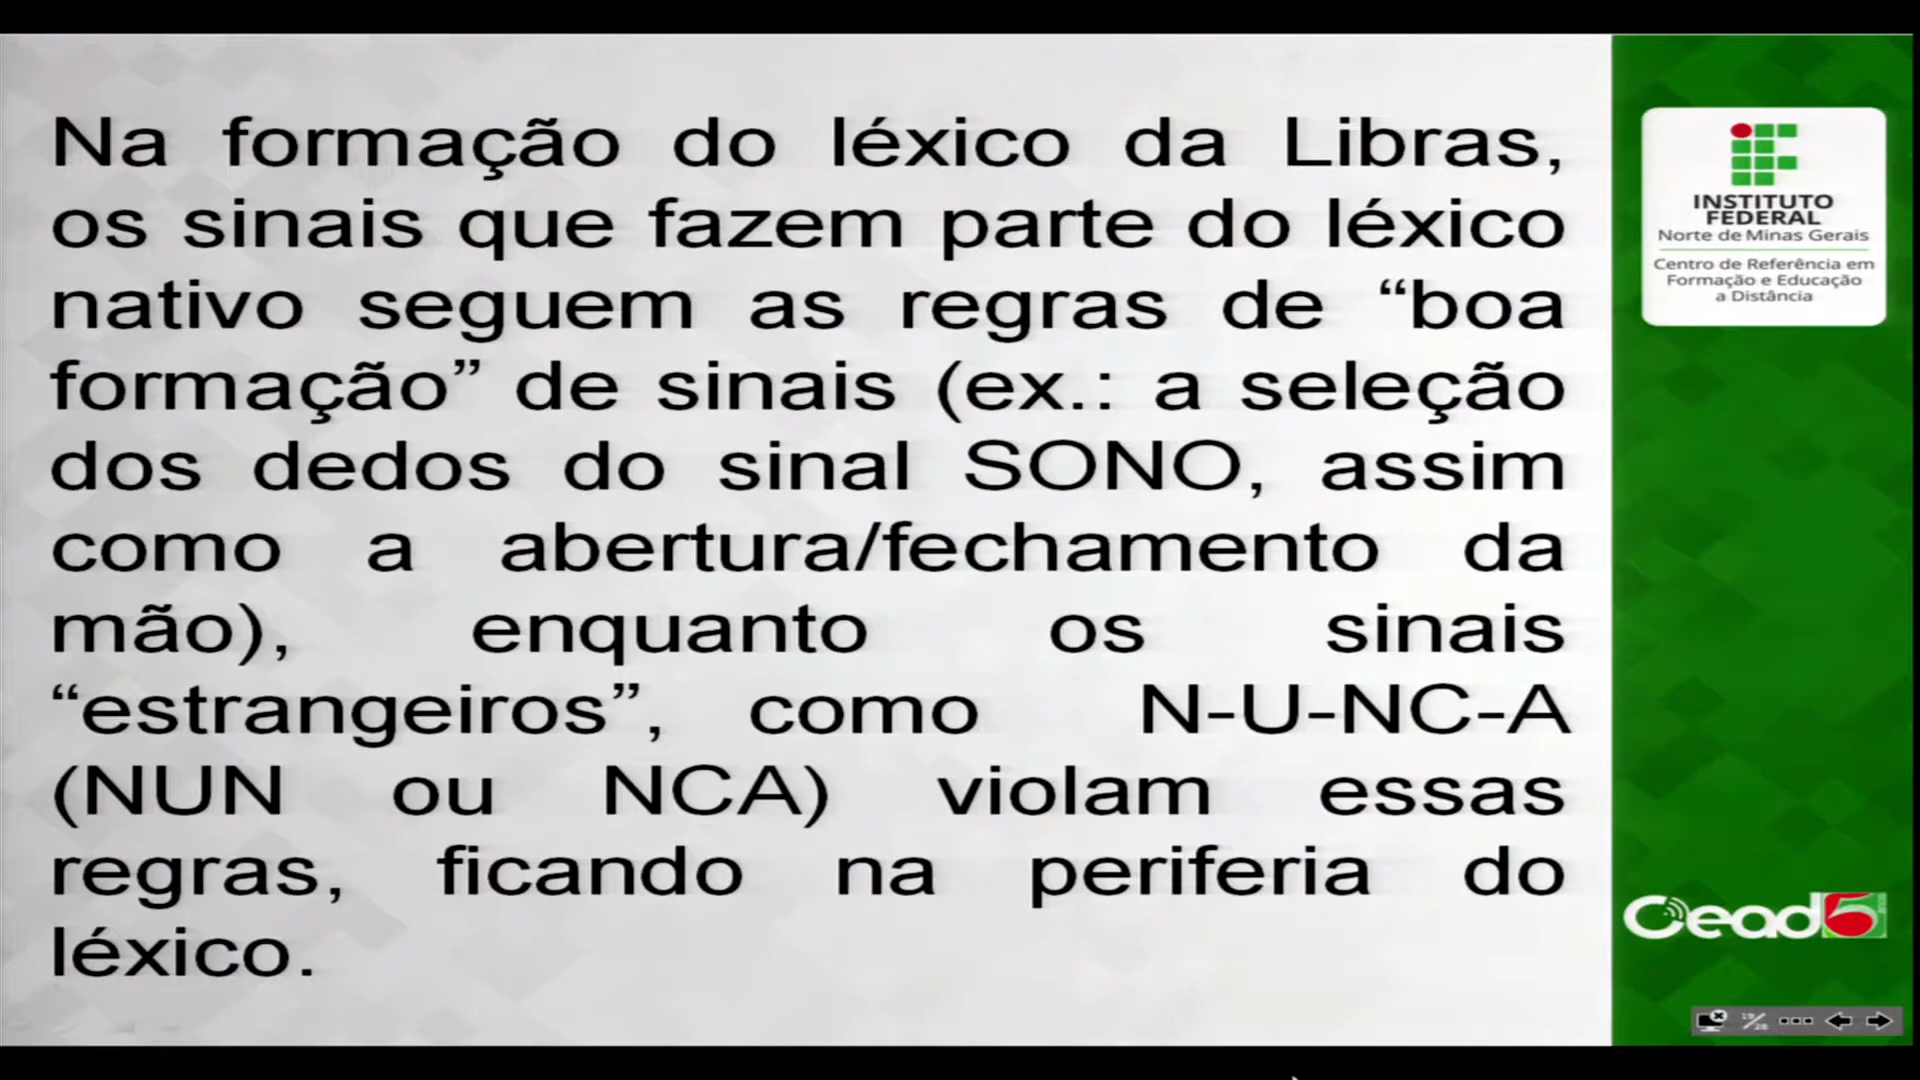 Na formação do léxico da Libras,
os sinais que fazem parte do léxico
nativo seguem as regras de “boa
formação” de sinais (ex.: a seleção
dos dedos do sinal SONO, assim
como a abertura/fechamento da
mão), enquanto os sinais
“estrangeiros”, como N-U-NC-A
(NUN ou NCA) violam essas
regras, ficando na periferia do
léxico.
INSTITUTO
FEDERAL
Norte de Minas Gerais
Centro de Referência em
Formação e Educação
a Distância
Cead5
19/28